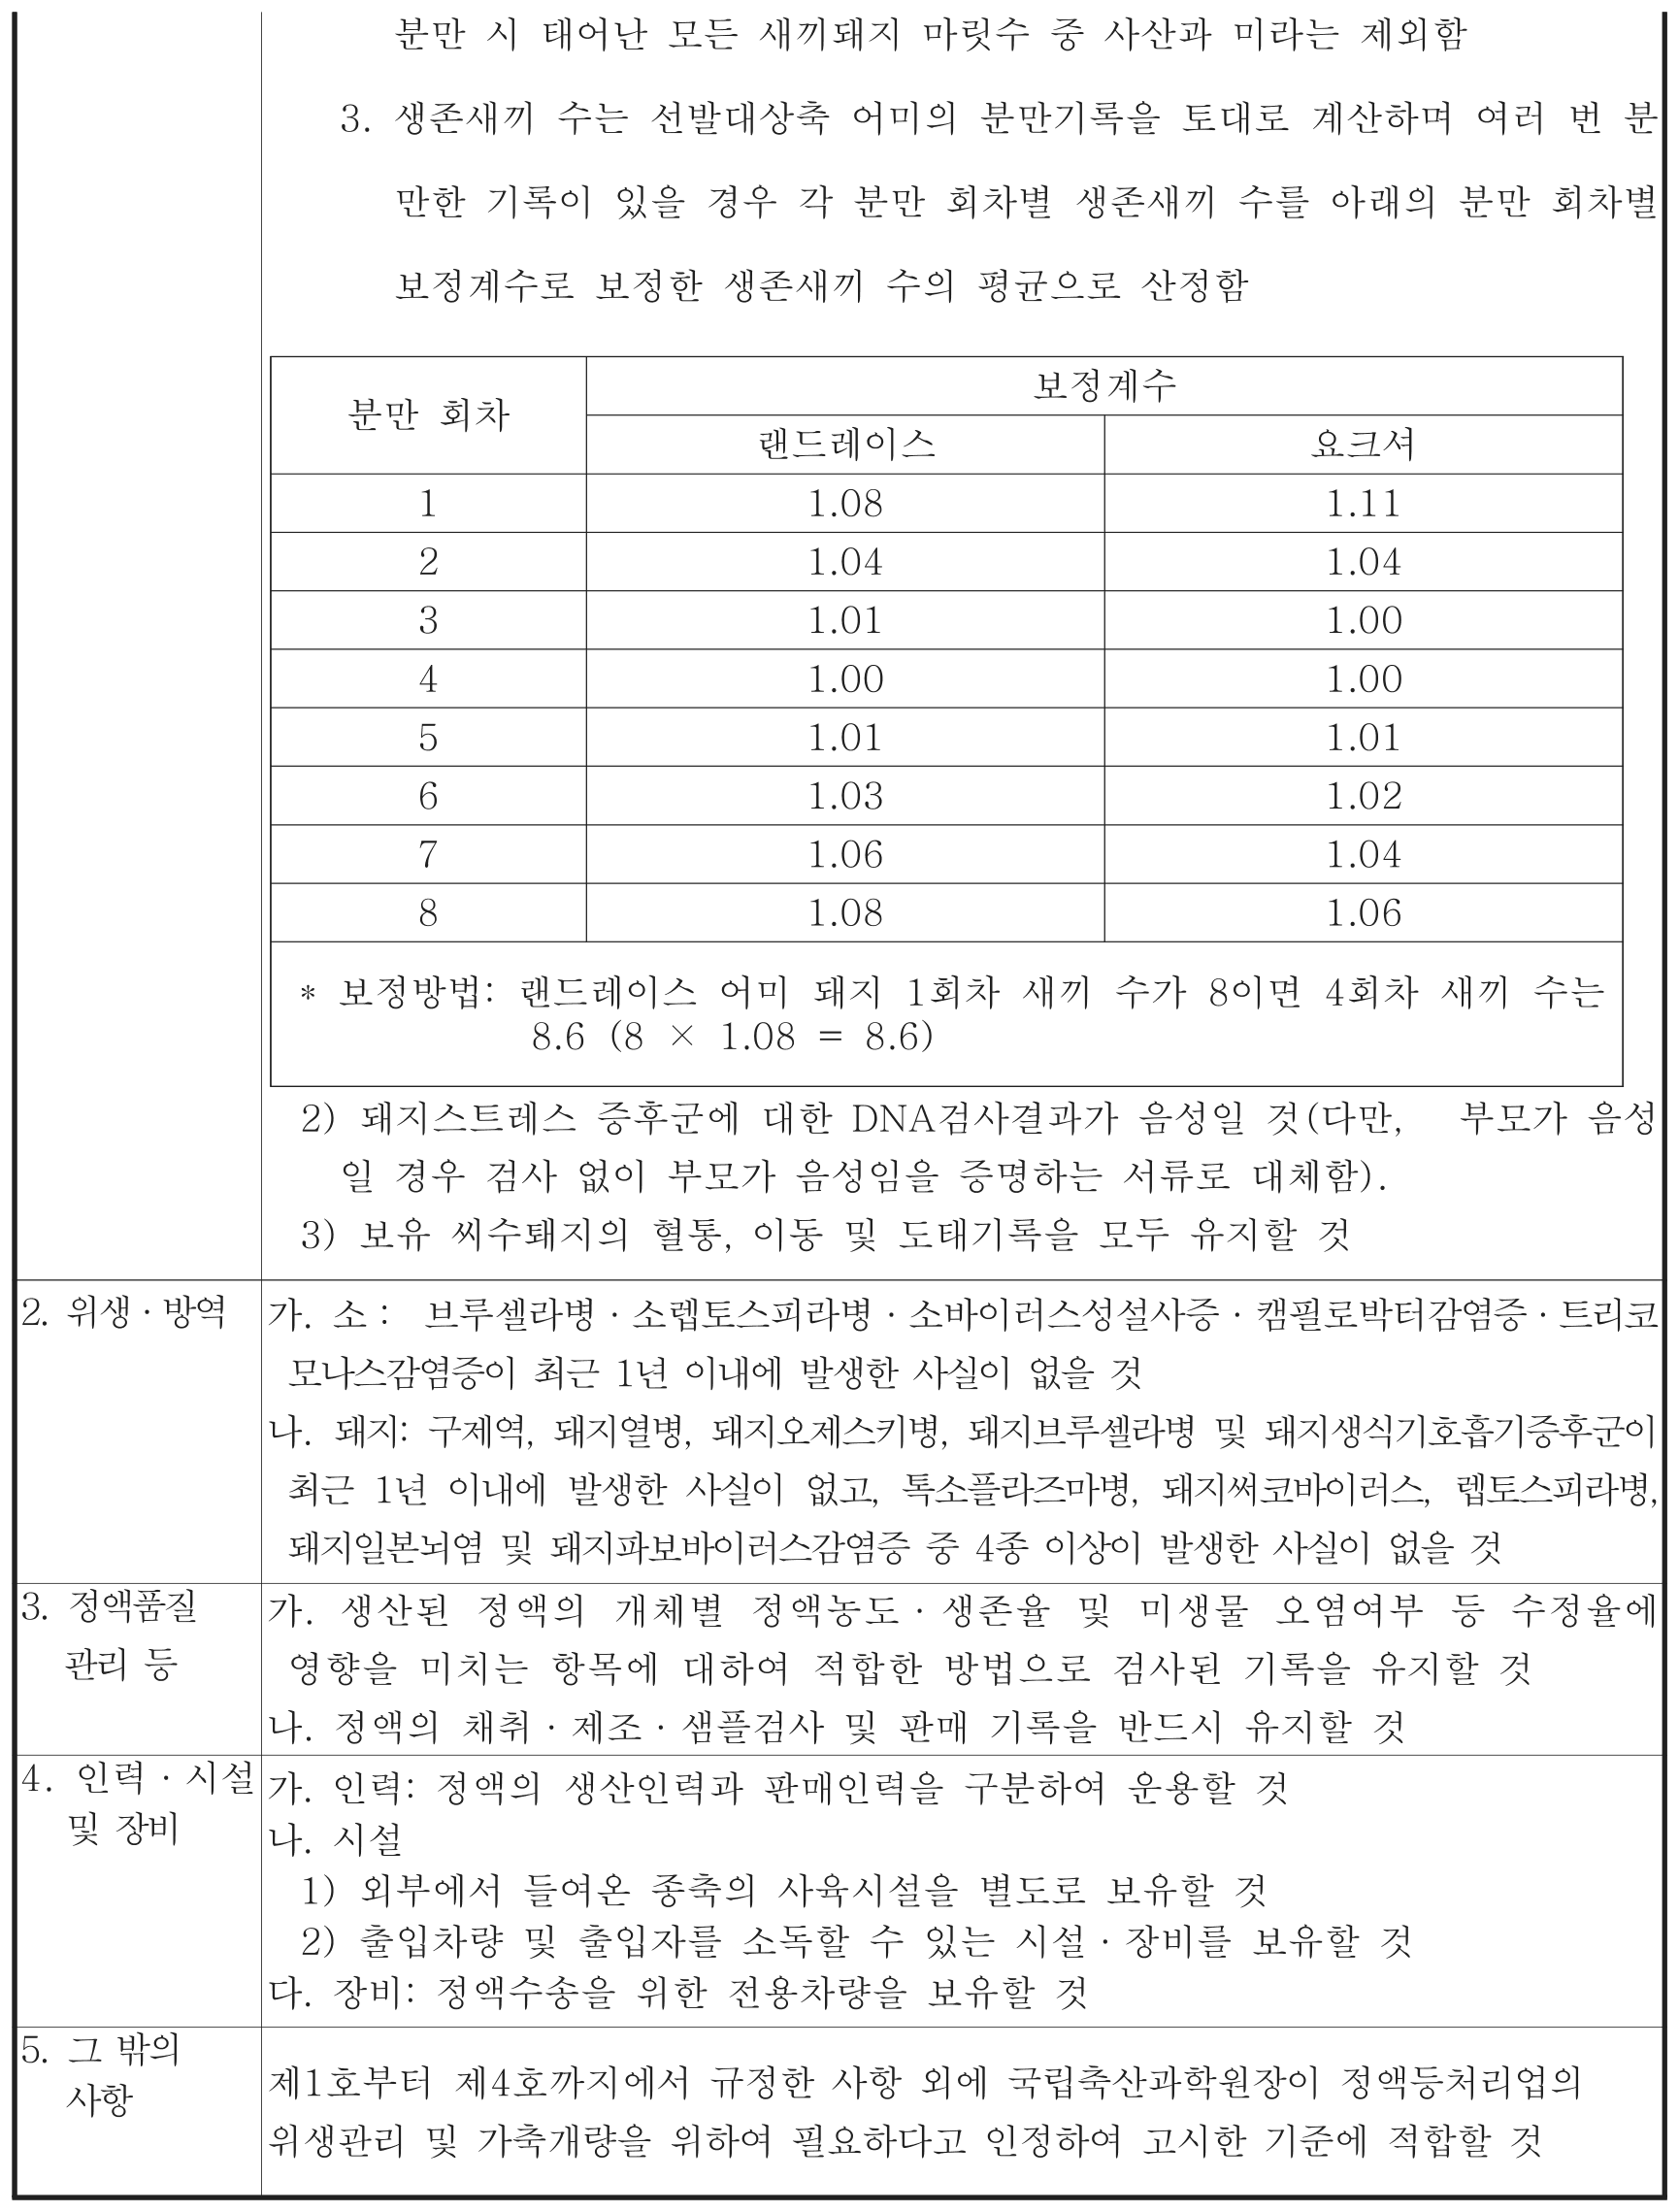 분만 시 태어난 모든 새끼돼지 마릿수 중 사산과 미라는 제외함
3. 생존새끼 수는 선발대상축 어미의 분만기록을 토대로 계산하며 여러 번 분
만한 기록이 있을 경우 각 분만 회차별 생존새끼 수를 아래의 분만 회차별
보정계수로 보정한 생존새끼 수의 평균으로 산정함
분만 회차 보정계수
랜드레이스 요크셔
1 1.08 1.11
2 1.04 1.04
3 1.01 1.00
4 1.00 1.00
5 1.01 1.01
6 1.03 1.02
7 1.06 1.04
8 1.08 1.06
* 보정방법: 랜드레이스 어미 돼지 1회차 새끼 수가 8이면 4회차 새끼 수는
8.6 (8 × 1.08 = 8.6)
2) 돼지스트레스 증후군에 대한 DNA검사결과가 음성일 것(다만, 부모가 음성
일 경우 검사 없이 부모가 음성임을 증명하는 서류로 대체함).
3) 보유 씨수퇘지의 혈통, 이동 및 도태기록을 모두 유지할 것
2. 위생 · 방역
가. 소 : 브루셀라병 · 소렙토스피라병 · 소바이러스성설사증 · 캠필로박터감염증 · 트리코
모나스감염증이 최근 1년 이내에 발생한 사실이 없을 것
나. 돼지: 구제역, 돼지열병, 돼지오제스키병, 돼지브루셀라병 및 돼지생식기호흡기증후군이
최근 1년 이내에 발생한 사실이 없고, 톡소플라즈마병, 돼지써코바이러스, 렙토스피라병,
돼지일본뇌염 및 돼지파보바이러스감염증 중 4종 이상이 발생한 사실이 없을 것
3. 정액품질
관리 등
가. 생산된 정액의 개체별 정액농도 · 생존율 및 미생물 오염여부 등 수정율에
영향을 미치는 항목에 대하여 적합한 방법으로 검사된 기록을 유지할 것
나. 정액의 채취 · 제조 · 샘플검사 및 판매 기록을 반드시 유지할 것
4. 인력 · 시설
및 장비
가. 인력: 정액의 생산인력과 판매인력을 구분하여 운용할 것
나. 시설
1) 외부에서 들여온 종축의 사육시설을 별도로 보유할 것
2) 출입차량 및 출입자를 소독할 수 있는 시설 · 장비를 보유할 것
다. 장비: 정액수송을 위한 전용차량을 보유할 것
5. 그 밖의
사항
제1호부터 제4호까지에서 규정한 사항 외에 국립축산과학원장이 정액등처리업의
위생관리 및 가축개량을 위하여 필요하다고 인정하여 고시한 기준에 적합할 것